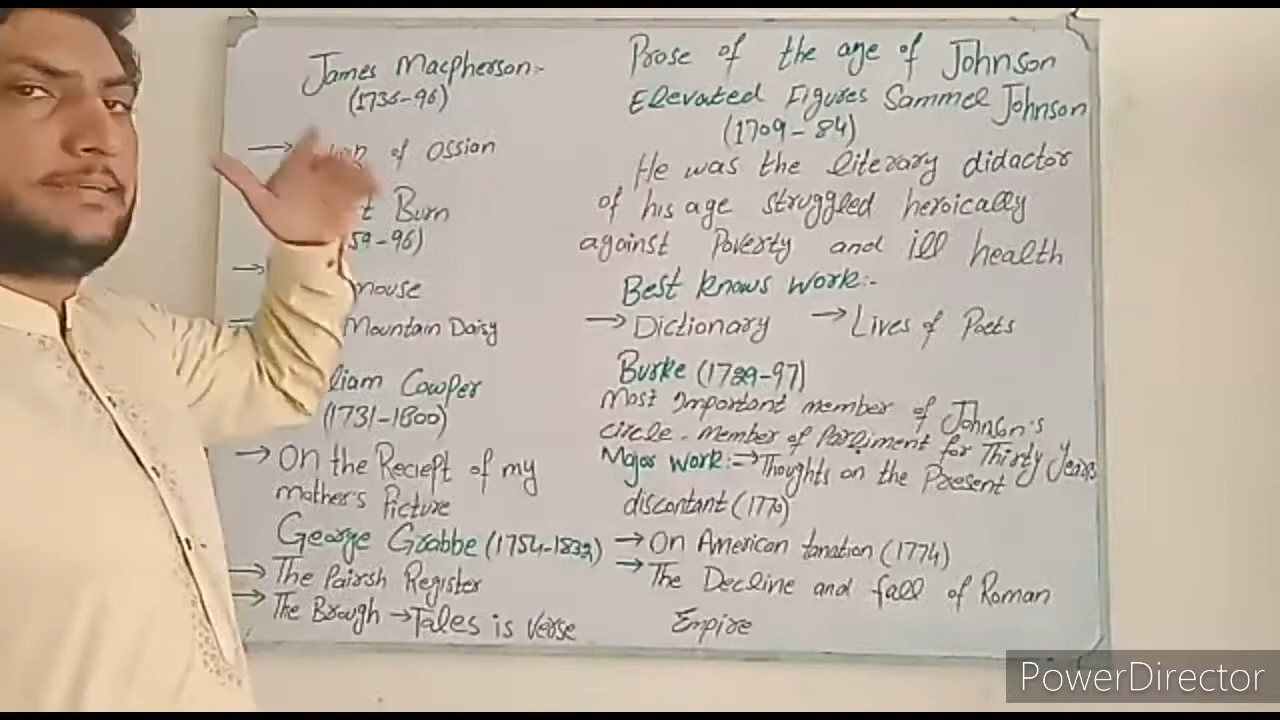 James Macpherson:-
(1736-96)
→ of Ossian
t Burn
59-96)
→
mouse
Mountain Daisy
liam Cowper
(1731-1800)
→ On the Reciept of my
mother's Picture
George Crabbe (1754-1832)
→ The Pairsh Register
→ The Brough → Tales is verse
Prose of the age of Johnson
Elevated Figures Sammel Johnson
(1709-84)
He was the literary didactor
of his age struggled heroically
against Poverty and ill health
Best knows work:-
→ Dictionary → Lives of Poets
Burke (1729-97)
Most Important member of Johnson's
circle. member of Parliment for Thirty Years
Major work:- → Thoughts on the Present
discontant (1770)
→ On American tanation (1774)
→ The Decline and fall of Roman
Empire
PowerDirector